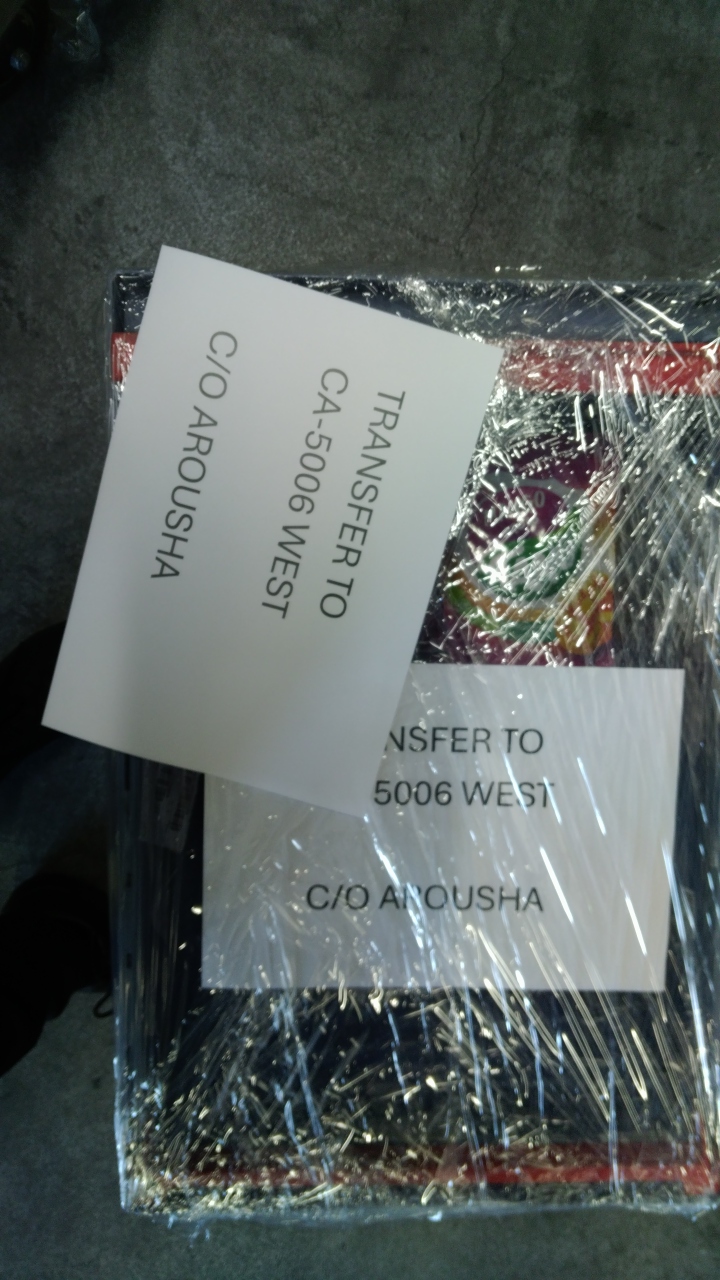 TRANSFER TO
CA-5006 WEST
C/O AROUSHA
NSFER TO
5006 WEST
C/O AROUSHA